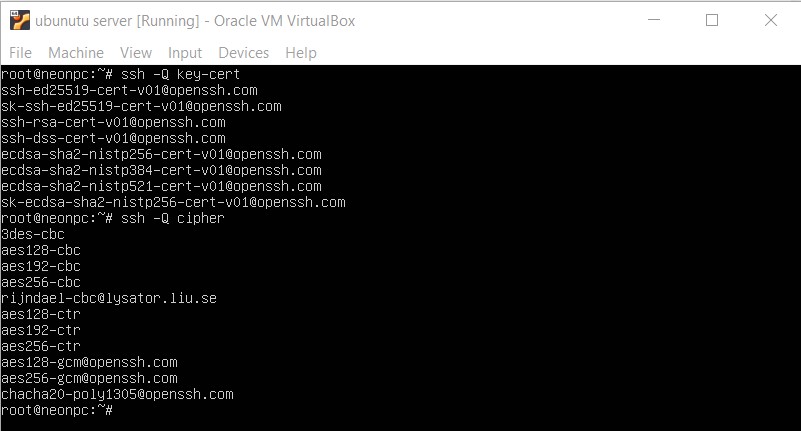 ubunutu server [Running] - Oracle VM VirtualBox
File Machine View Input Devices Help
root@neonpc:~# ssh -Q key-cert
ssh-ed25519-cert-v01@openssh.com
sk-ssh-ed25519-cert-v01@openssh.com
ssh-rsa-cert-v01@openssh.com
ssh-dss-cert-v01@openssh.com
ecdsa-sha2-nistp256-cert-v01@openssh.com
ecdsa-sha2-nistp384-cert-v01@openssh.com
ecdsa-sha2-nistp521-cert-v01@openssh.com
sk-ecdsa-sha2-nistp256-cert-v01@openssh.com
root@neonpc:~# ssh -Q cipher
3des-cbc
aes128-cbc
aes192-cbc
aes256-cbc
rijndael-cbc@lysator.liu.se
aes128-ctr
aes192-ctr
aes256-ctr
aes128-gcm@openssh.com
aes256-gcm@openssh.com
chacha20-poly1305@openssh.com
root@neonpc:~#